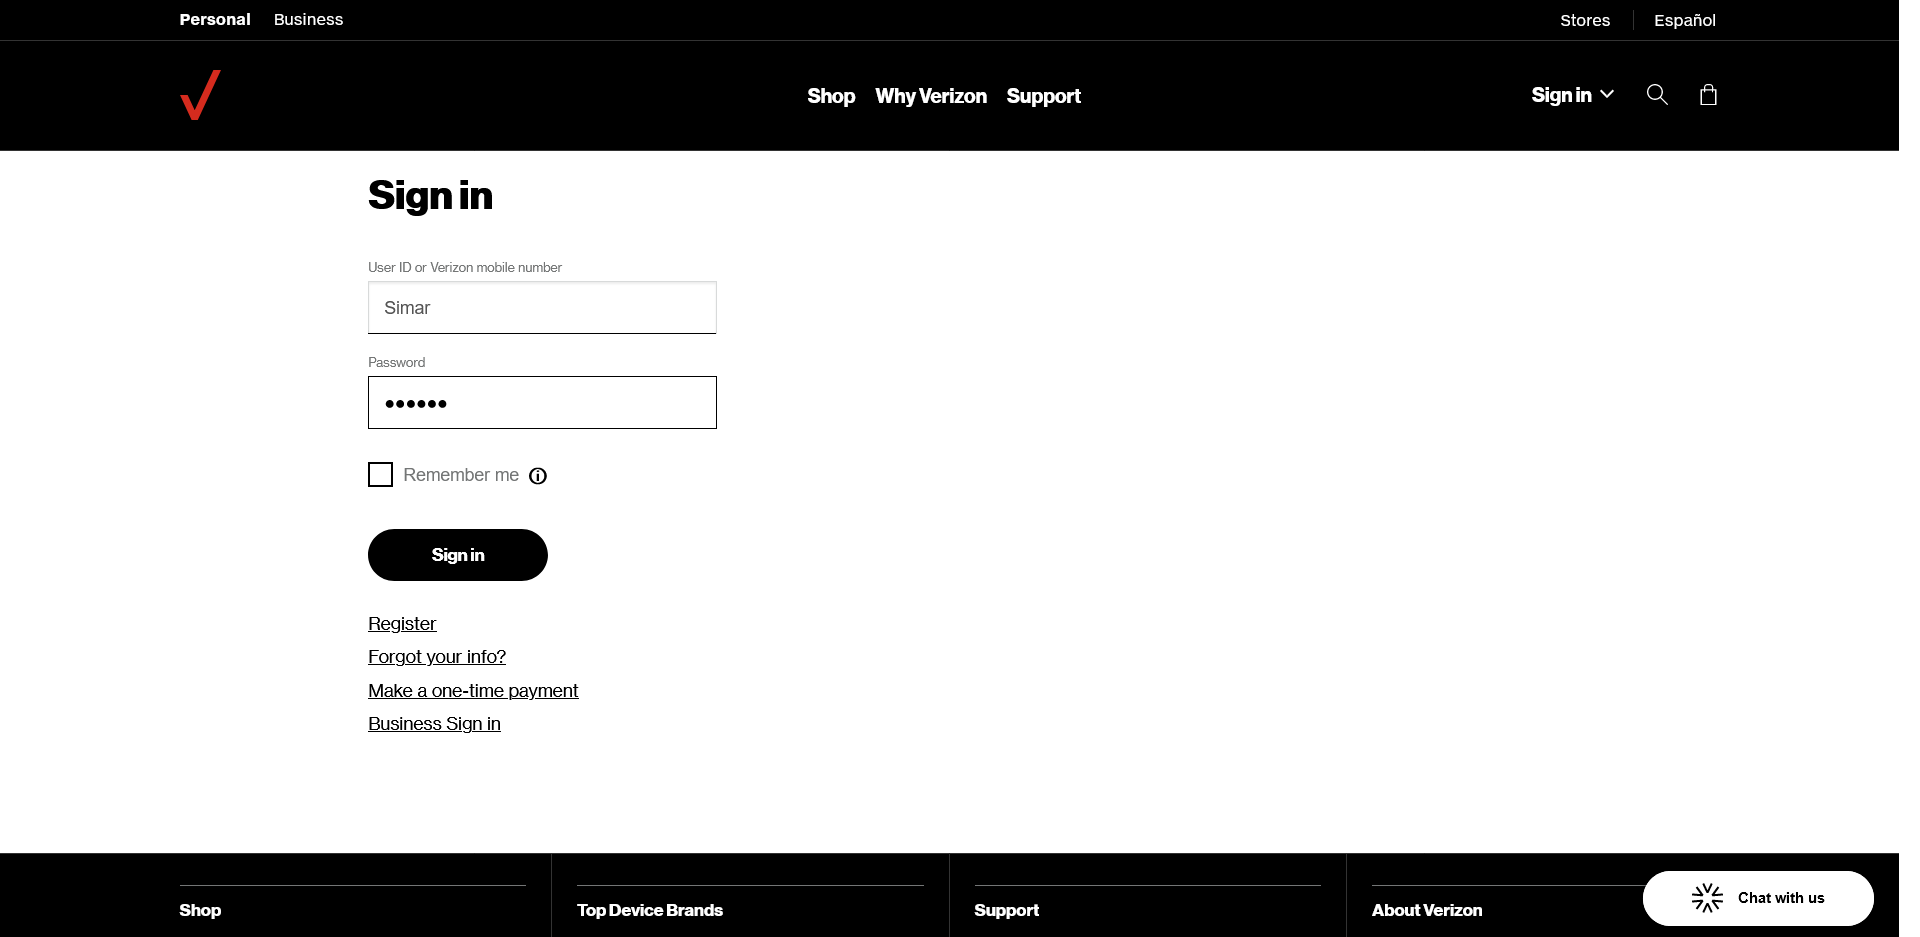 Personal Business Stores Español
Shop Why Verizon Support Sign in
Sign in
User ID or Verizon mobile number
Simar
Password
••••••
Remember me
Sign in
Register
Forgot your info?
Make a one-time payment
Business Sign in
Shop Top Device Brands Support About Verizon
Chat with us